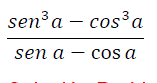 sen³a − cos³a
sen a − cos a